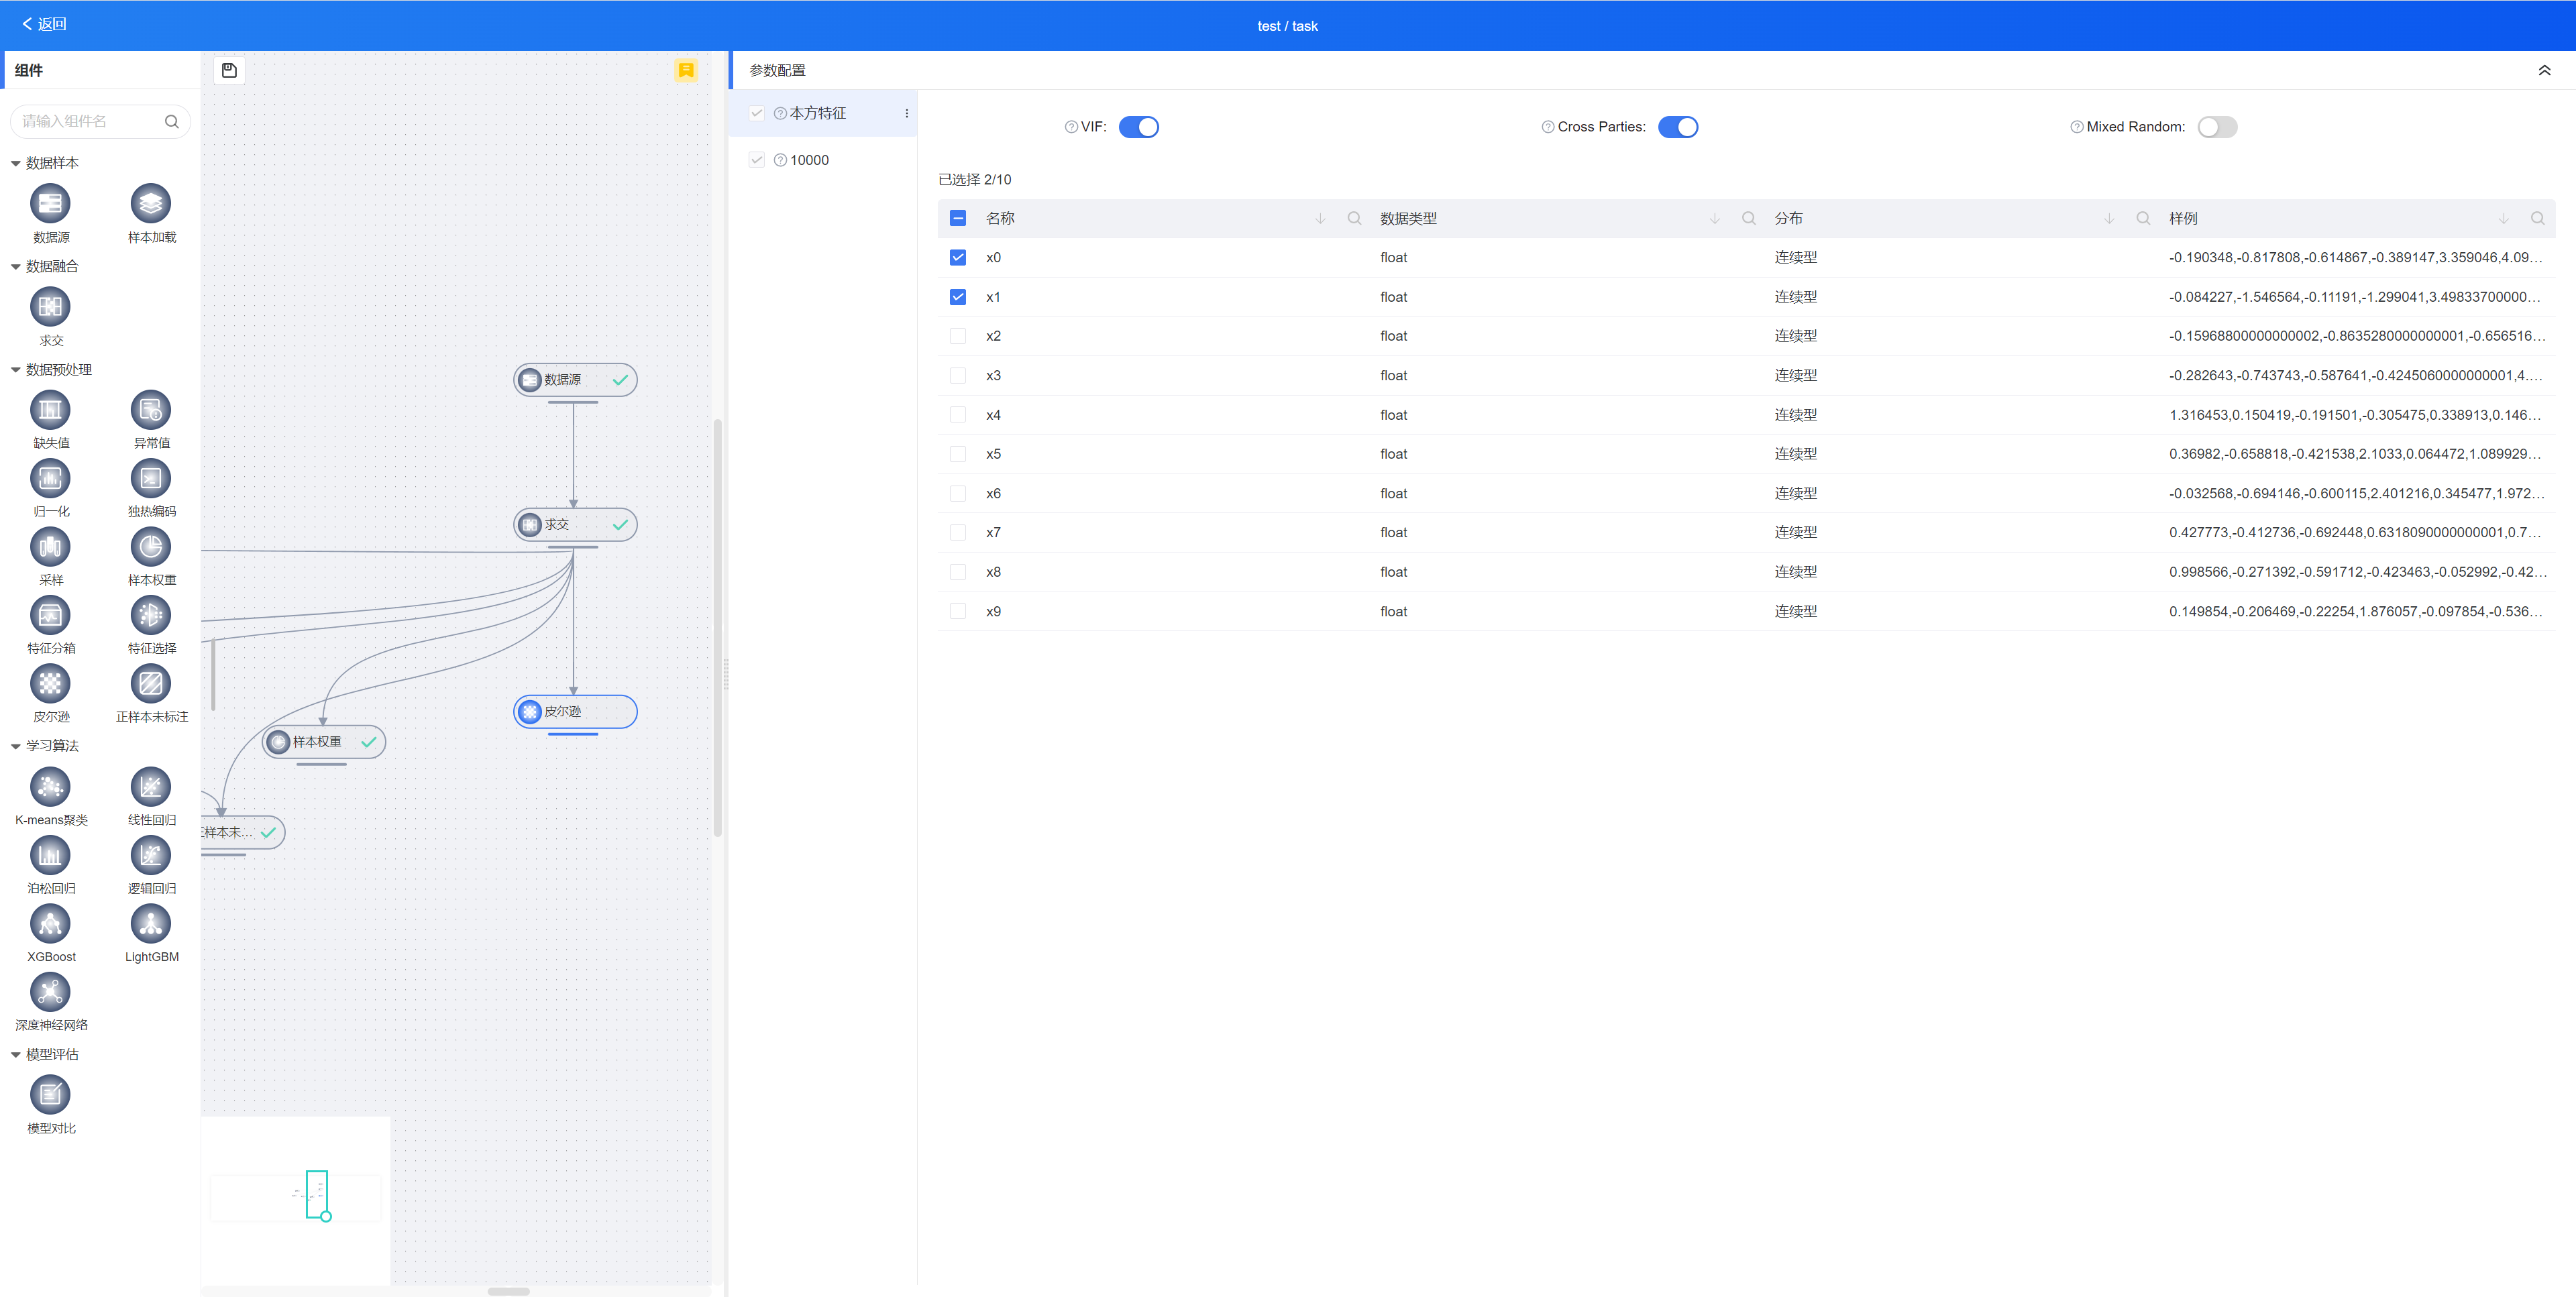 返回
test / task
组件
请输入组件名
数据样本
数据源
样本加载
数据融合
求交
数据预处理
缺失值
异常值
归一化
独热编码
采样
样本权重
特征分箱
特征选择
皮尔逊
正样本未标注
学习算法
K-means聚类
线性回归
泊松回归
逻辑回归
XGBoost
LightGBM
深度神经网络
模型评估
模型对比
数据源
求交
皮尔逊
样本权重
样本未...
参数配置
本方特征
10000
VIF:
Cross Parties:
Mixed Random:
已选择 2/10
名称 数据类型 分布 样例
x0 float 连续型 -0.190348,-0.817808,-0.614867,-0.389147,3.359046,4.09...
x1 float 连续型 -0.084227,-1.546564,-0.11191,-1.299041,3.49833700000...
x2 float 连续型 -0.15968800000000002,-0.8635280000000001,-0.656516...
x3 float 连续型 -0.282643,-0.743743,-0.587641,-0.4245060000000001,4....
x4 float 连续型 1.316453,0.150419,-0.191501,-0.305475,0.338913,0.146...
x5 float 连续型 0.36982,-0.658818,-0.421538,2.1033,0.064472,1.089929...
x6 float 连续型 -0.032568,-0.694146,-0.600115,2.401216,0.345477,1.972...
x7 float 连续型 0.427773,-0.412736,-0.692448,0.6318090000000001,0.7...
x8 float 连续型 0.998566,-0.271392,-0.591712,-0.423463,-0.052992,-0.42...
x9 float 连续型 0.149854,-0.206469,-0.22254,1.876057,-0.097854,-0.536...